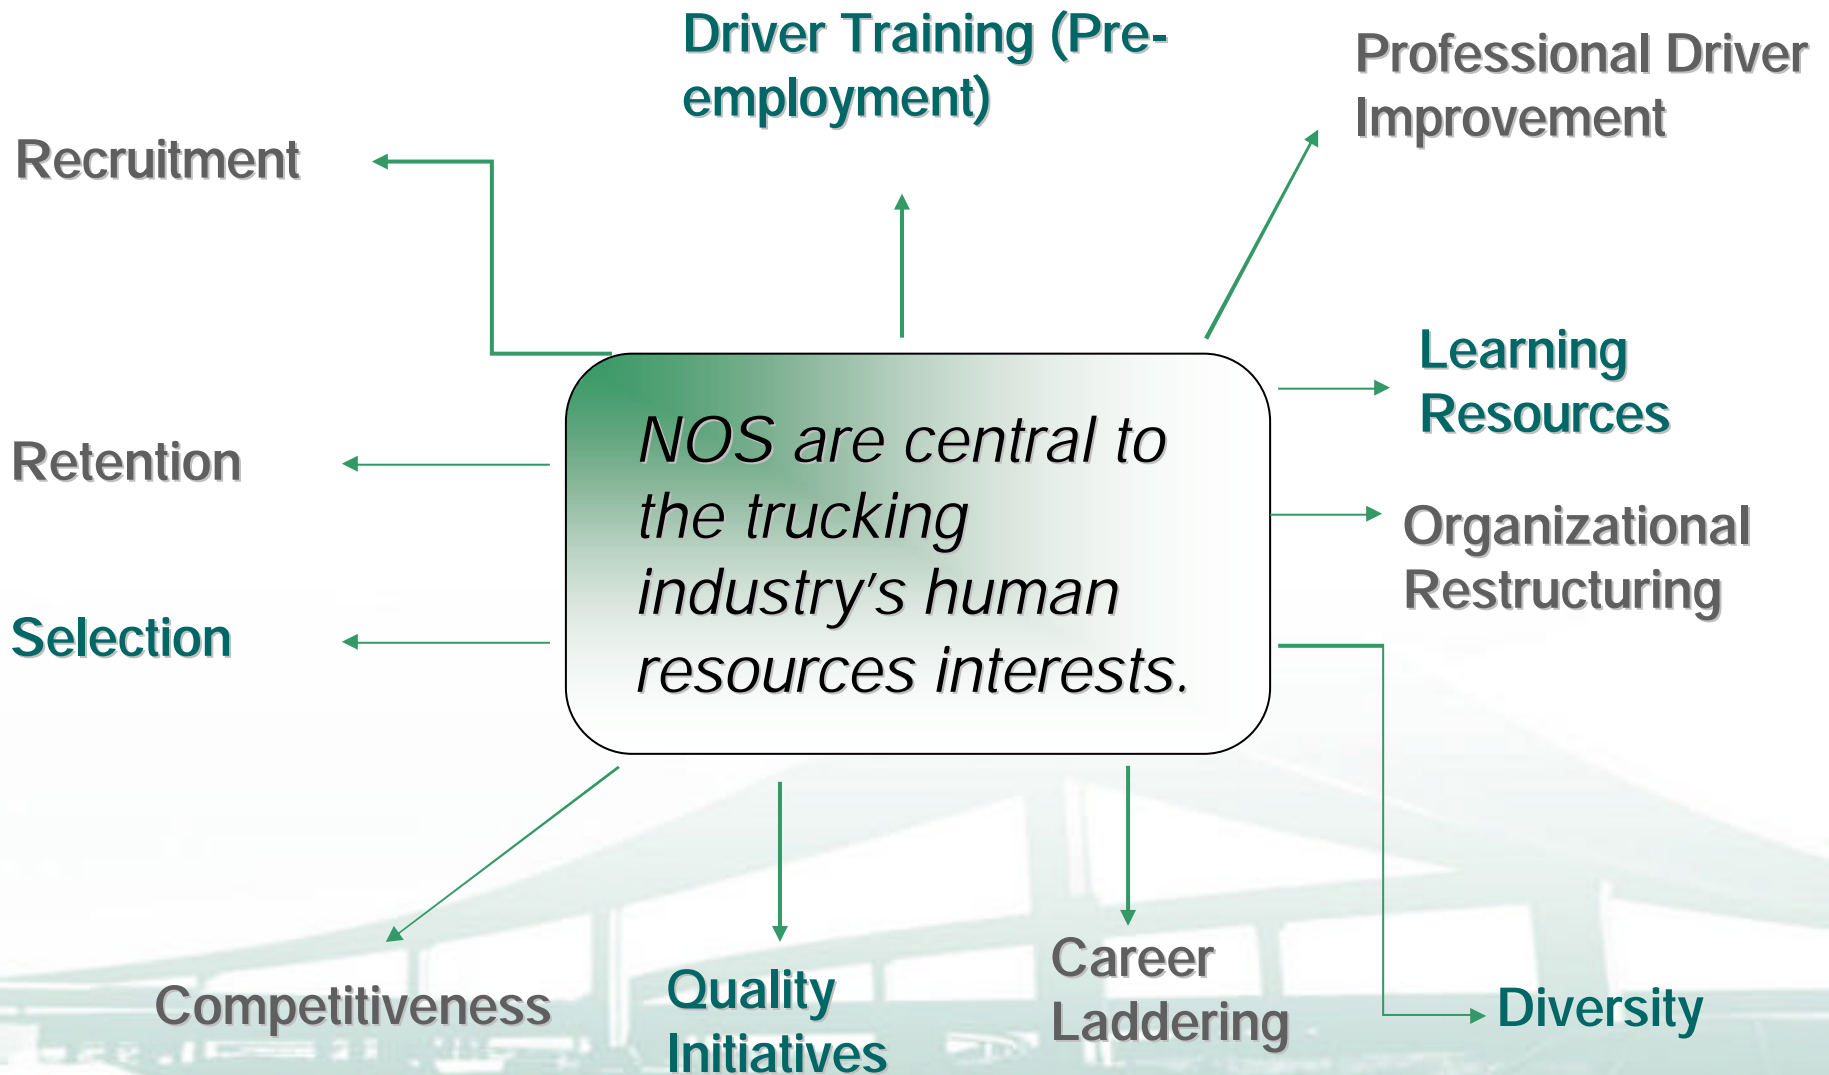 Driver Training (Pre-
employment)
Professional Driver
Improvement
Recruitment
Learning
Resources
NOS are central to
the trucking
industry’s human
resources interests.
Retention
Organizational
Restructuring
Selection
Competitiveness
Quality
Initiatives
Career
Laddering
Diversity